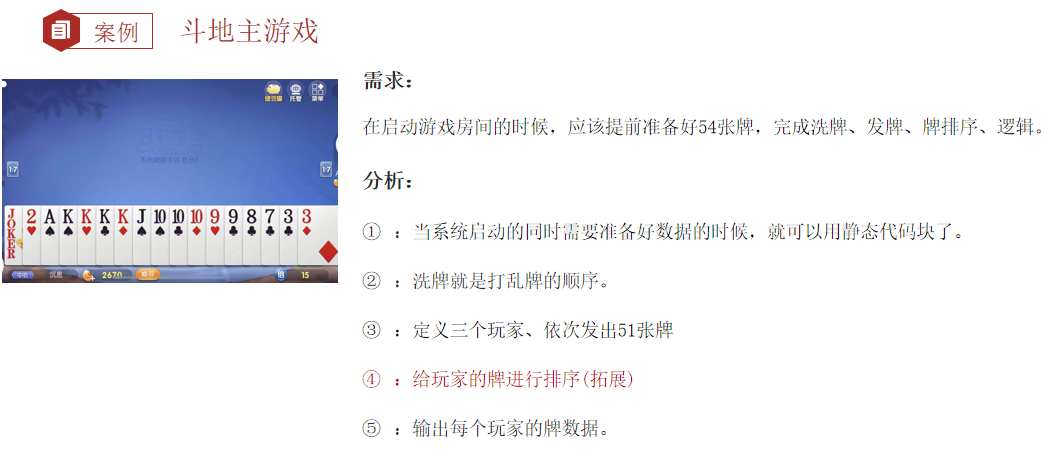 案例 斗地主游戏
需求：
在启动游戏房间的时候，应该提前准备好54张牌，完成洗牌、发牌、牌排序、逻辑。
分析：
① ：当系统启动的同时需要准备好数据的时候，就可以用静态代码块了。
② ：洗牌就是打乱牌的顺序。
③ ：定义三个玩家、依次发出51张牌
④ ：给玩家的牌进行排序(拓展)
⑤ ：输出每个玩家的牌数据。
托管 菜单
17 17
JOKER 2 A K K K K J 10 10 10 9 9 8 7 3 3
2670 15